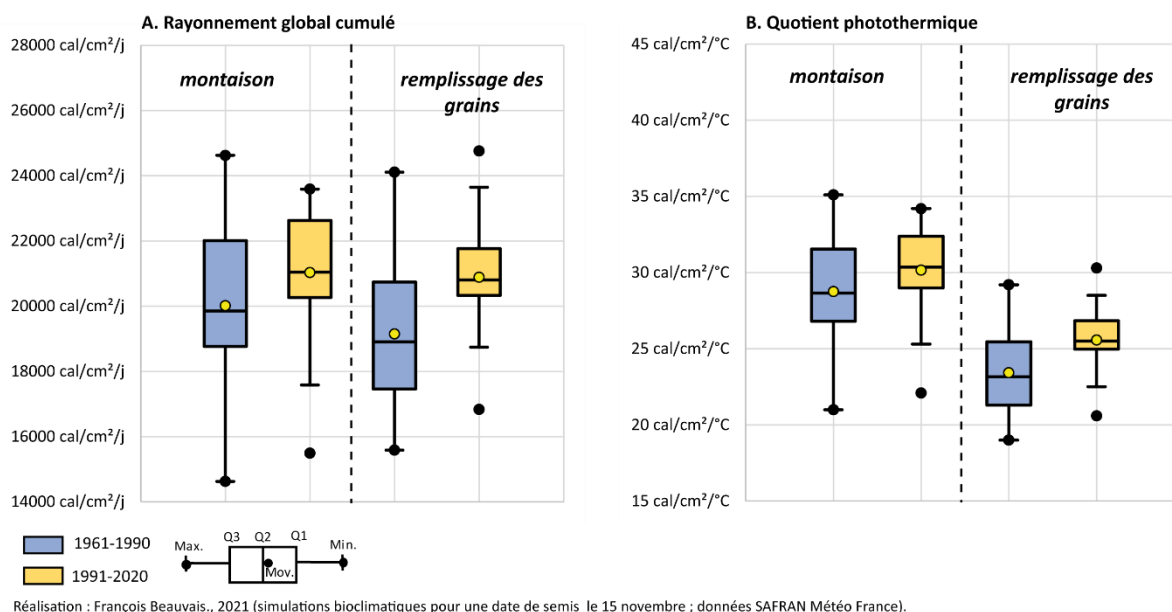 A. Rayonnement global cumulé
28000 cal/cm²/j
26000 cal/cm²/j
24000 cal/cm²/j
22000 cal/cm²/j
20000 cal/cm²/j
18000 cal/cm²/j
16000 cal/cm²/j
14000 cal/cm²/j
montaison
remplissage des
grains
B. Quotient photothermique
45 cal/cm²/°C
40 cal/cm²/°C
35 cal/cm²/°C
30 cal/cm²/°C
25 cal/cm²/°C
20 cal/cm²/°C
15 cal/cm²/°C
montaison
remplissage des
grains
1961-1990
1991-2020
Max.
Q3
Q2
Q1
Min.
Moy.
Réalisation : François Beauvais., 2021 (simulations bioclimatiques pour une date de semis le 15 novembre ; données SAFRAN Météo France).